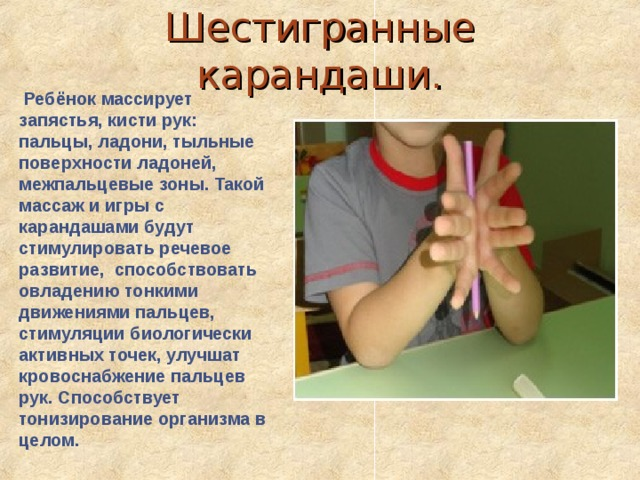 Шестигранные
карандаши.
Ребёнок массирует
запястья, кисти рук:
пальцы, ладони, тыльные
поверхности ладоней,
межпальцевые зоны. Такой
массаж и игры с
карандашами будут
стимулировать речевое
развитие,  способствовать
овладению тонкими
движениями пальцев,
стимуляции биологически
активных точек, улучшат
кровоснабжение пальцев
рук. Способствует
тонизирование организма в
целом.